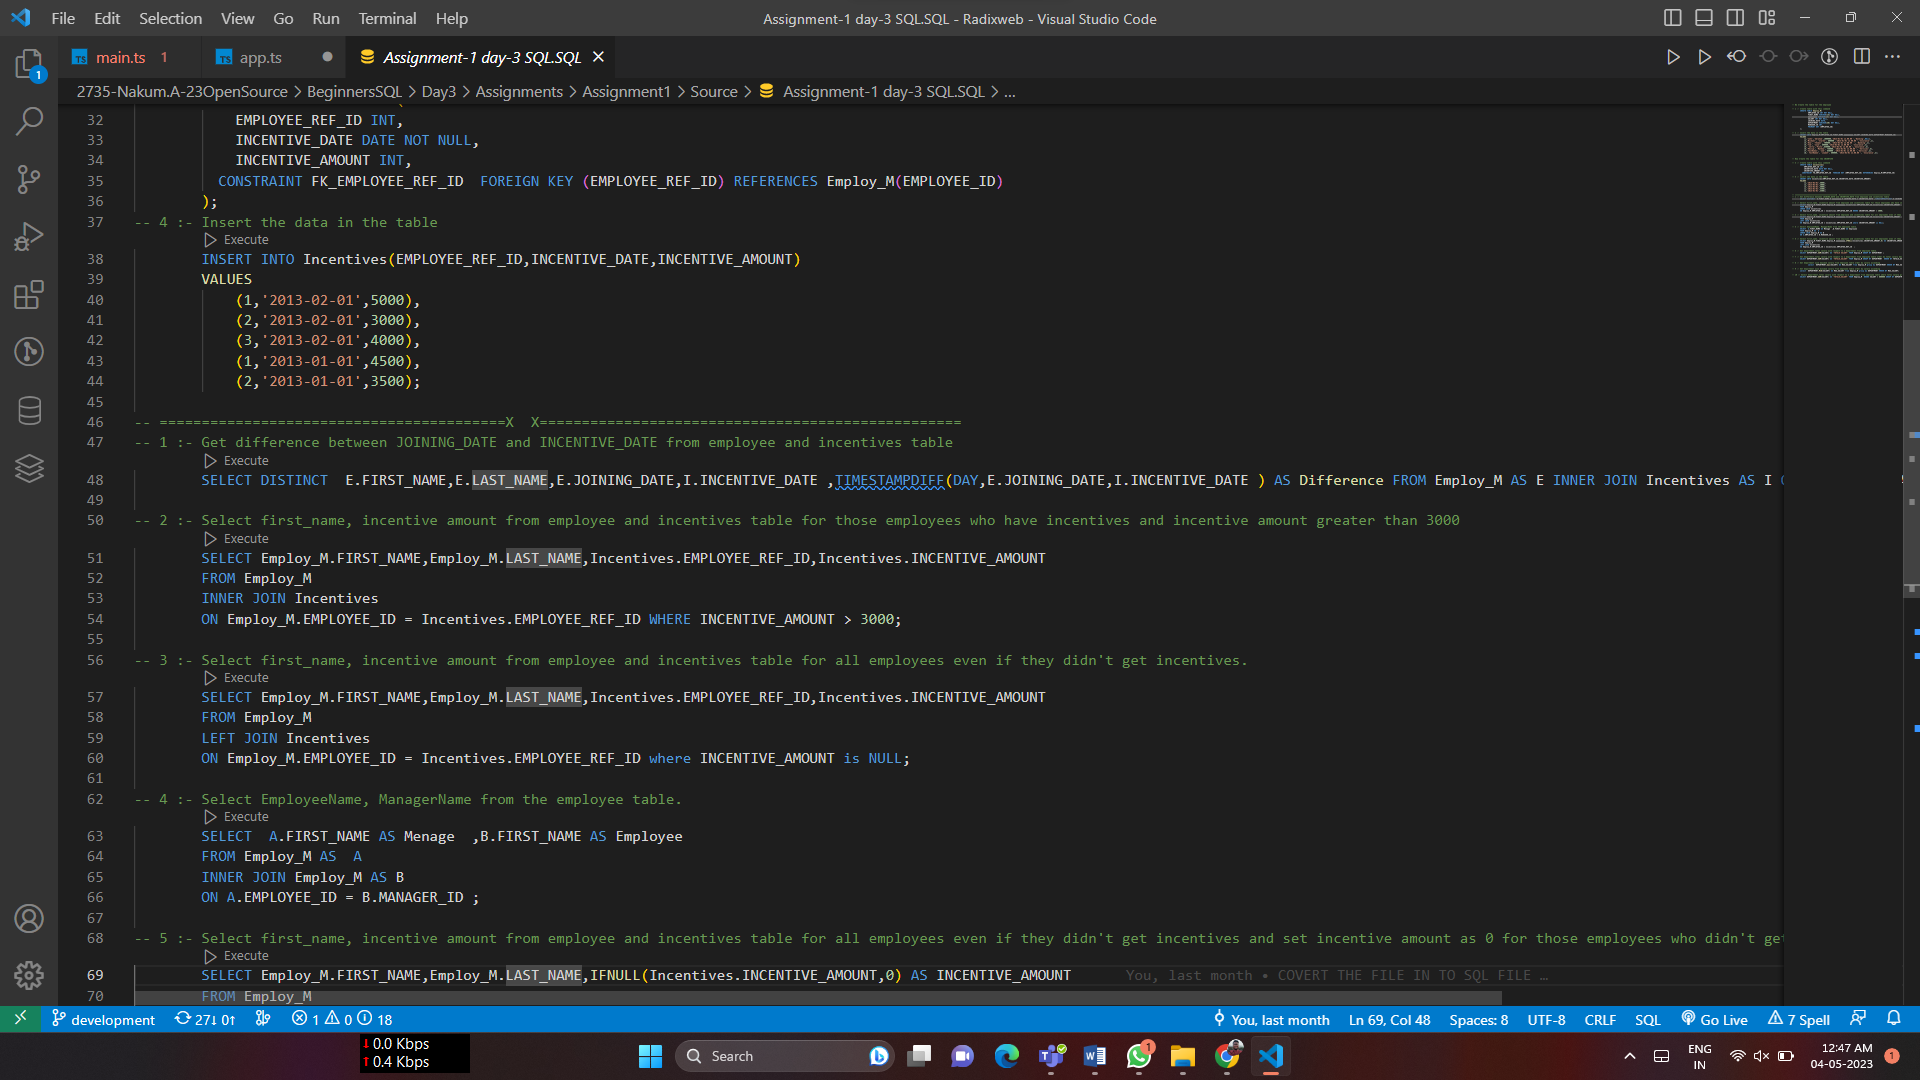 File Edit Selection View Go Run Terminal Help
Assignment-1 day-3 SQL.SQL - Radixweb - Visual Studio Code
main.ts 1
app.ts
Assignment-1 day-3 SQL.SQL
2735-Nakum.A-23OpenSource > BeginnersSQL > Day3 > Assignments > Assignment1 > Source > Assignment-1 day-3 SQL.SQL > ...
32 EMPLOYEE_REF_ID INT,
33 INCENTIVE_DATE DATE NOT NULL,
34 INCENTIVE_AMOUNT INT,
35 CONSTRAINT FK_EMPLOYEE_REF_ID  FOREIGN KEY (EMPLOYEE_REF_ID) REFERENCES Employ_M(EMPLOYEE_ID)
36 );
37 -- 4 :- Insert the data in the table
Execute
38 INSERT INTO Incentives(EMPLOYEE_REF_ID,INCENTIVE_DATE,INCENTIVE_AMOUNT)
39 VALUES
40 (1,'2013-02-01',5000),
41 (2,'2013-02-01',3000),
42 (3,'2013-02-01',4000),
43 (1,'2013-01-01',4500),
44 (2,'2013-01-01',3500);
45
46 -- =========================================X  X==================================================
47 -- 1 :- Get difference between JOINING_DATE and INCENTIVE_DATE from employee and incentives table
Execute
48 SELECT DISTINCT  E.FIRST_NAME,E.LAST_NAME,E.JOINING_DATE,I.INCENTIVE_DATE ,TIMESTAMPDIFF(DAY,E.JOINING_DATE,I.INCENTIVE_DATE ) AS Difference FROM Employ_M AS E INNER JOIN Incentives AS I
49
50 -- 2 :- Select first_name, incentive amount from employee and incentives table for those employees who have incentives and incentive amount greater than 3000
Execute
51 SELECT Employ_M.FIRST_NAME,Employ_M.LAST_NAME,Incentives.EMPLOYEE_REF_ID,Incentives.INCENTIVE_AMOUNT
52 FROM Employ_M
53 INNER JOIN Incentives
54 ON Employ_M.EMPLOYEE_ID = Incentives.EMPLOYEE_REF_ID WHERE INCENTIVE_AMOUNT > 3000;
55
56 -- 3 :- Select first_name, incentive amount from employee and incentives table for all employees even if they didn't get incentives.
Execute
57 SELECT Employ_M.FIRST_NAME,Employ_M.LAST_NAME,Incentives.EMPLOYEE_REF_ID,Incentives.INCENTIVE_AMOUNT
58 FROM Employ_M
59 LEFT JOIN Incentives
60 ON Employ_M.EMPLOYEE_ID = Incentives.EMPLOYEE_REF_ID where INCENTIVE_AMOUNT is NULL;
61
62 -- 4 :- Select EmployeeName, ManagerName from the employee table.
Execute
63 SELECT  A.FIRST_NAME AS Menage  ,B.FIRST_NAME AS Employee
64 FROM Employ_M AS  A
65 INNER JOIN Employ_M AS B
66 ON A.EMPLOYEE_ID = B.MANAGER_ID ;
67
68 -- 5 :- Select first_name, incentive amount from employee and incentives table for all employees even if they didn't get incentives and set incentive amount as 0 for those employees who didn't get
Execute
69 SELECT Employ_M.FIRST_NAME,Employ_M.LAST_NAME,IFNULL(Incentives.INCENTIVE_AMOUNT,0) AS INCENTIVE_AMOUNT You, last month • COVERT THE FILE IN TO SQL FILE …
70 FROM Employ_M
development 27↓ 0↑ 1 0 18
You, last month Ln 69, Col 48 Spaces: 8 UTF-8 CRLF SQL Go Live 7 Spell
0.0 Kbps
0.4 Kbps
Search
ENG
IN
12:47 AM
04-05-2023